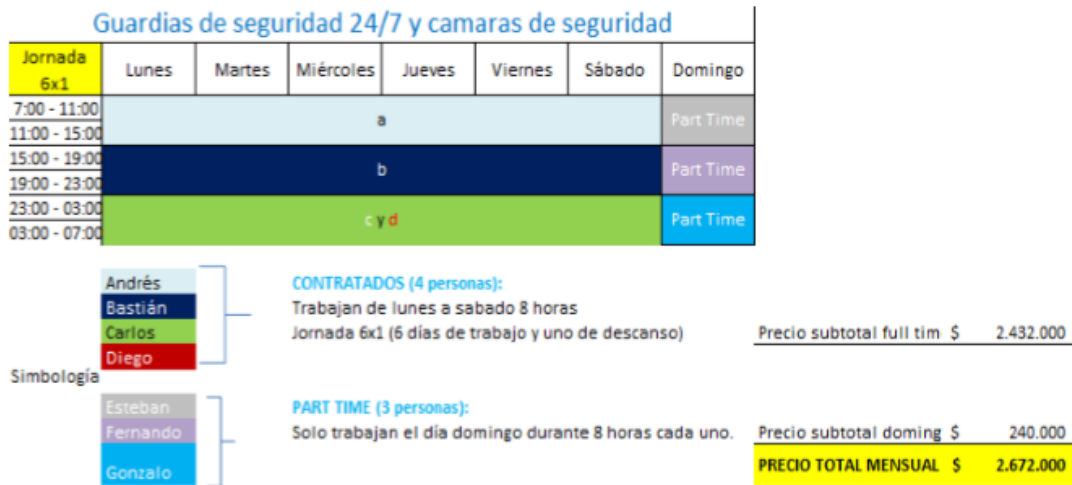 Guardias de seguridad 24/7 y camaras de seguridad
Jornada 6x1 Lunes Martes Miércoles Jueves Viernes Sábado Domingo
7:00 - 11:00
11:00 - 15:00
a Part Time
15:00 - 19:00
19:00 - 23:00
b Part Time
23:00 - 03:00
03:00 - 07:00
c y d Part Time
Andrés CONTRATADOS (4 personas):
Bastián Trabajan de lunes a sabado 8 horas
Carlos Jornada 6x1 (6 días de trabajo y uno de descanso) Precio subtotal full tim $ 2.432.000
Diego
Simbología
Esteban PART TIME (3 personas):
Fernando Solo trabajan el día domingo durante 8 horas cada uno. Precio subtotal doming $ 240.000
Gonzalo PRECIO TOTAL MENSUAL $ 2.672.000